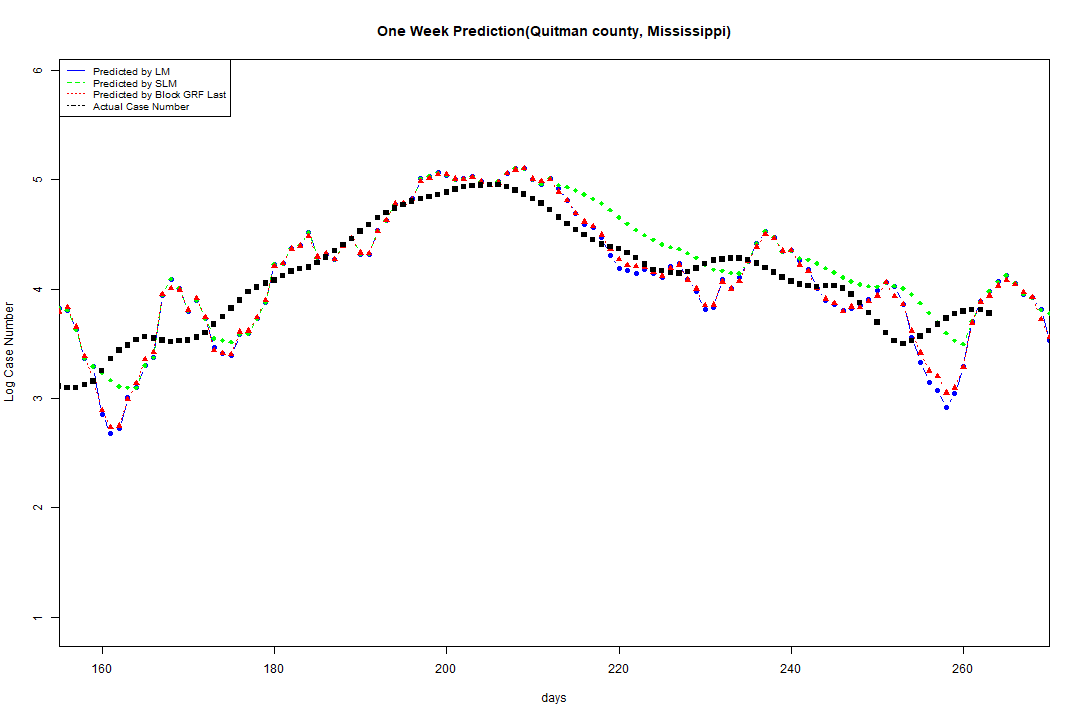 One Week Prediction(Quitman county, Mississippi)
Predicted by LM
Predicted by SLM
Predicted by Block GRF Last
Actual Case Number
6
5
4
3
2
1
Log Case Number
160 180 200 220 240 260
days